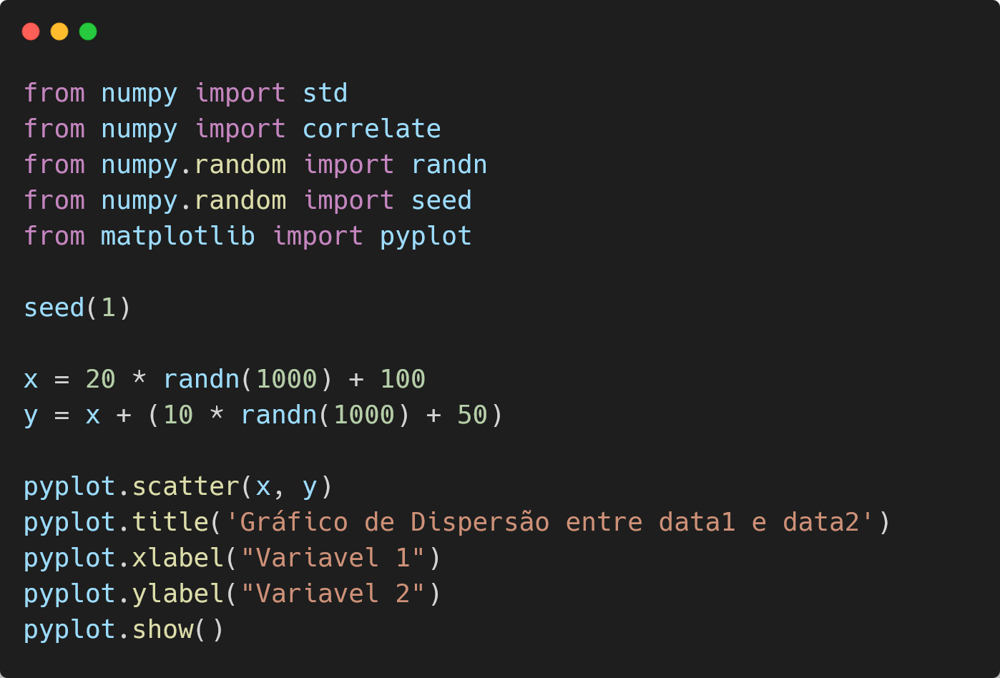 from numpy import std
from numpy import correlate
from numpy.random import randn
from numpy.random import seed
from matplotlib import pyplot
seed(1)
x = 20 * randn(1000) + 100
y = x + (10 * randn(1000) + 50)
pyplot.scatter(x, y)
pyplot.title('Gráfico de Dispersão entre data1 e data2')
pyplot.xlabel("Variavel 1")
pyplot.ylabel("Variavel 2")
pyplot.show()